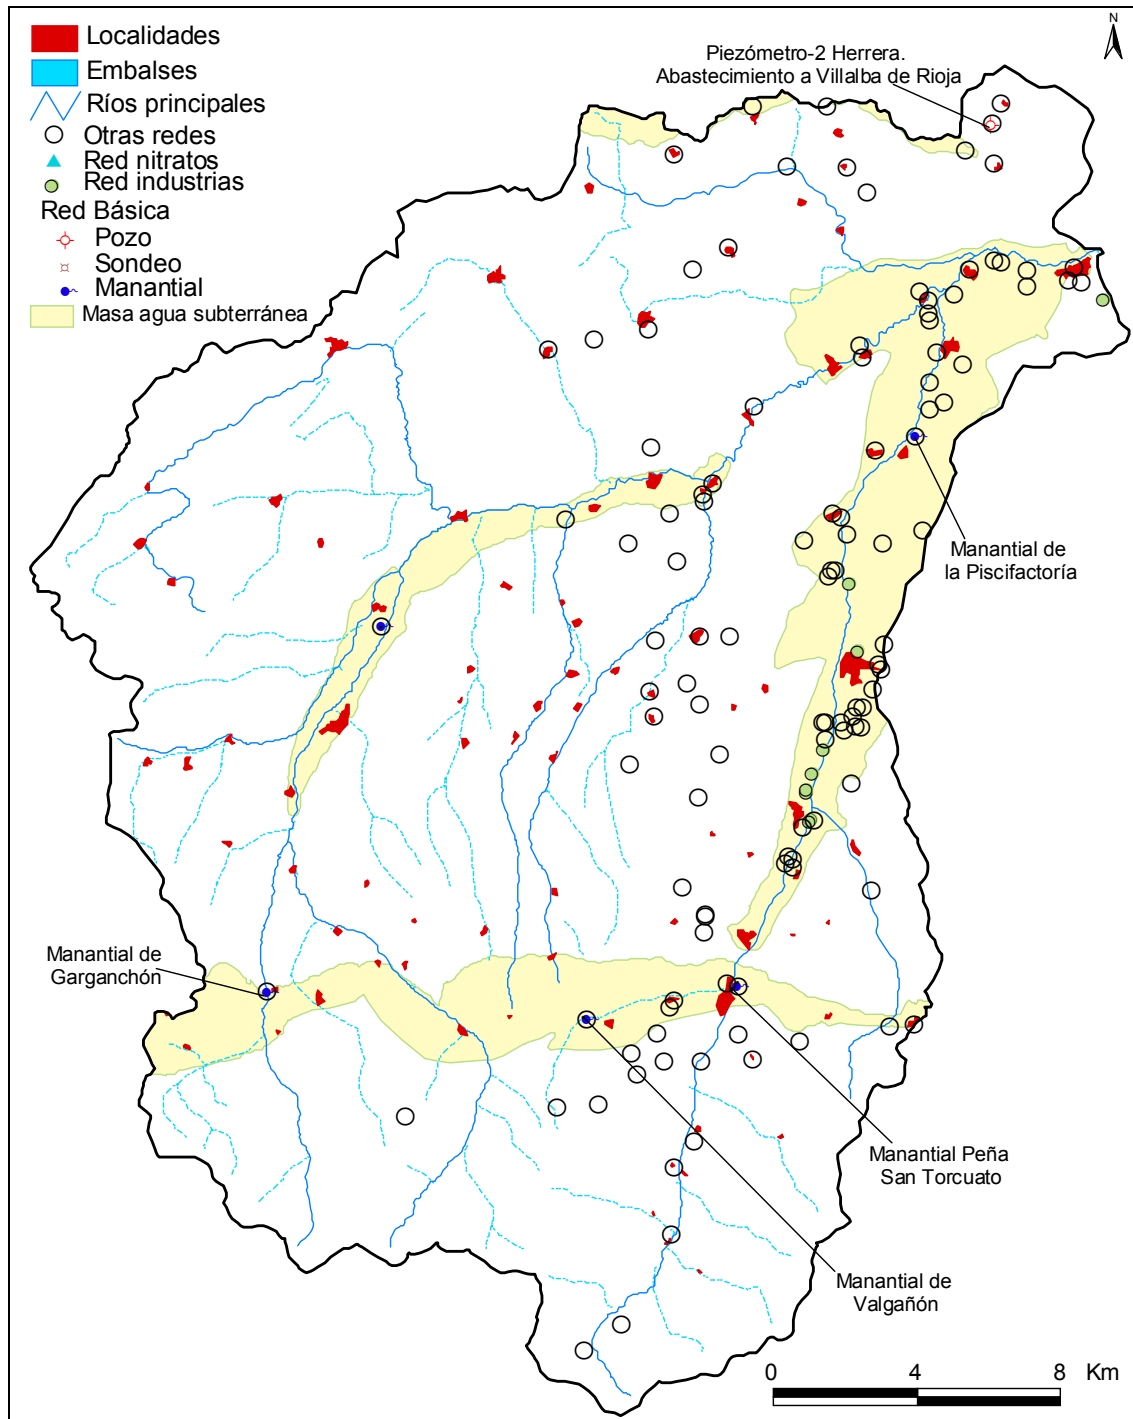 Localidades
Embalses
Ríos principales
Otras redes
Red nitratos
Red industrias
Red Básica
Pozo
Sondeo
Manantial
Masa agua subterránea
N
Piezómetro-2 Herrera.
Abastecimiento a Villalba de Rioja
Manantial de
la Piscifactoría
Manantial de
Garganchón
Manantial Peña
San Torcuato
Manantial de
Valgañón
0 4 8 Km